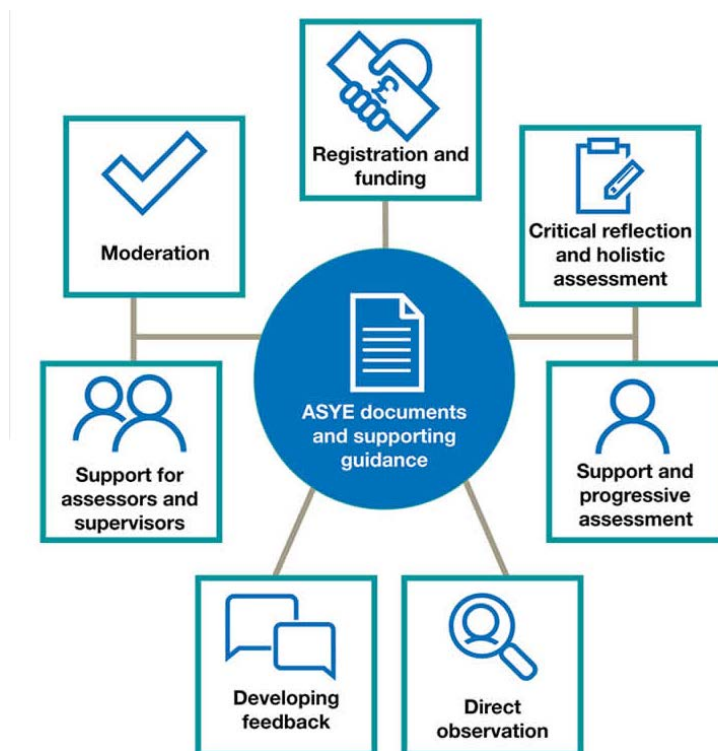 £
Registration and
funding
Moderation
Critical reflection
and holistic
assessment
ASYE documents
and supporting
guidance
Support for
assessors and
supervisors
Support and
progressive
assessment
Developing
feedback
Direct
observation